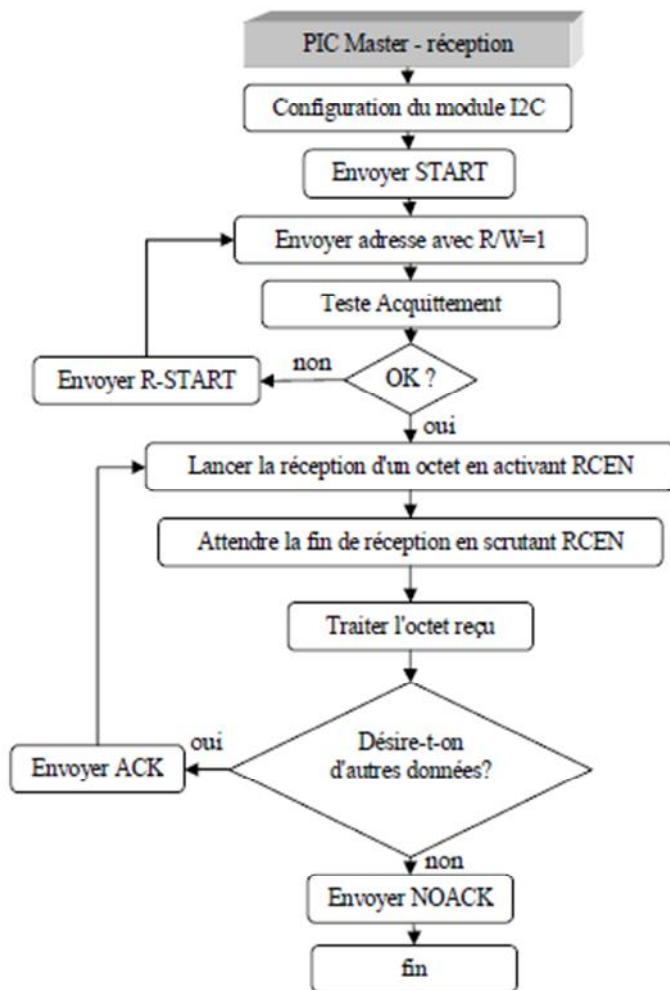 PIC Master - réception
Configuration du module I2C
Envoyer START
Envoyer adresse avec R/W=1
Teste Acquittement
non
Envoyer R-START
OK ?
oui
Lancer la réception d'un octet en activant RCEN
Attendre la fin de réception en scrutant RCEN
Traiter l'octet reçu
oui
Envoyer ACK
Désire-t-on
d'autres données?
non
Envoyer NOACK
fin